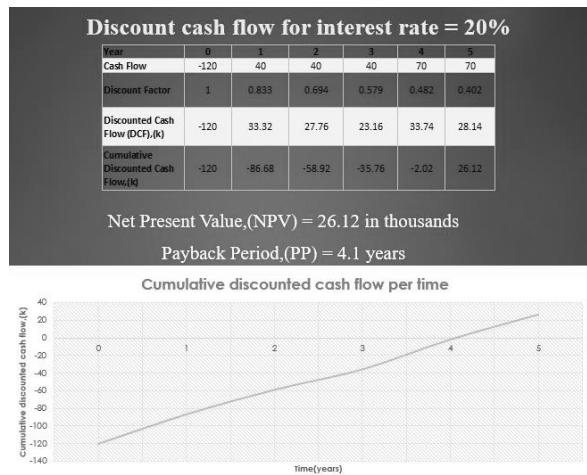 Discount cash flow for interest rate = 20%
Year 0 1 2 3 4 5
Cash Flow -120 40 40 40 70 70
Discount Factor 1 0.833 0.694 0.579 0.482 0.402
Discounted Cash
Flow (DCF),(k) -120 33.32 27.76 23.16 33.74 28.14
Cumulative
Discounted Cash
Flow,(k) -120 -86.68 -58.92 -35.76 -2.02 26.12
Net Present Value,(NPV) = 26.12 in thousands
Payback Period,(PP) = 4.1 years
Cumulative discounted cash flow per time
Cumulative discounted cash flow,(k)
40
20
0
-20
-40
-60
-80
-100
-120
-140
0 1 2 3 4 5
Time(years)